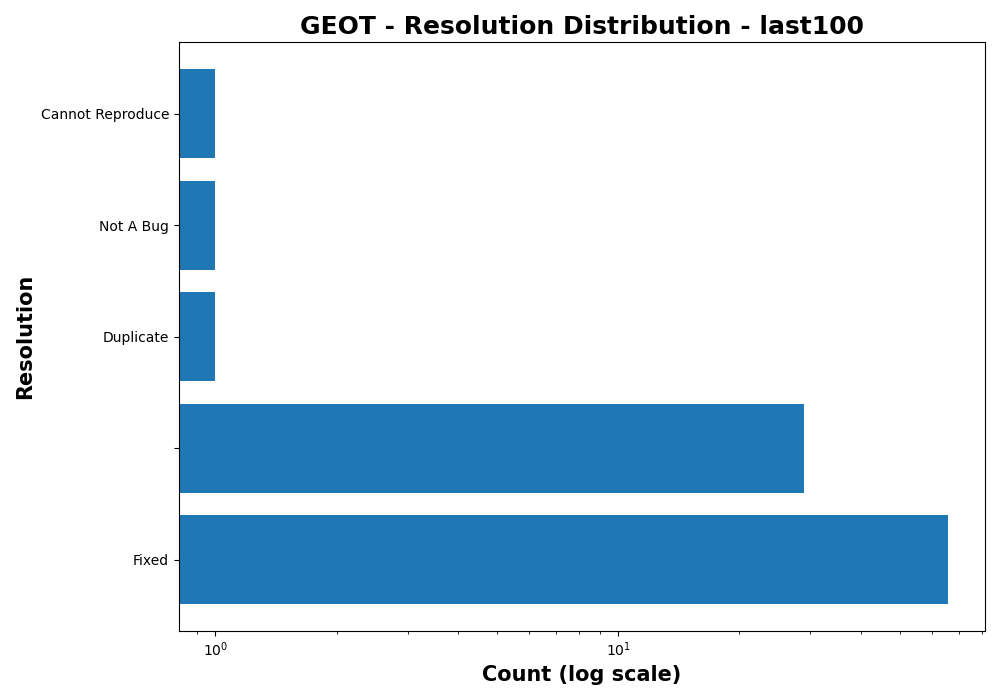 GEOT - Resolution Distribution - last100
Cannot Reproduce
Not A Bug
Duplicate
Fixed
Resolution
10⁰
10¹
Count (log scale)